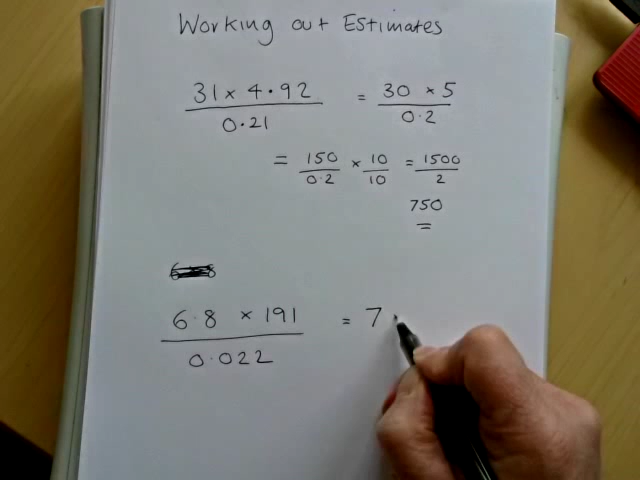 Working out Estimates
31 × 4.92 = 30 × 5
0.21 0.2
= 150 × 10 = 1500
0.2 10 2
750
6.8 × 191 = 7
0.022